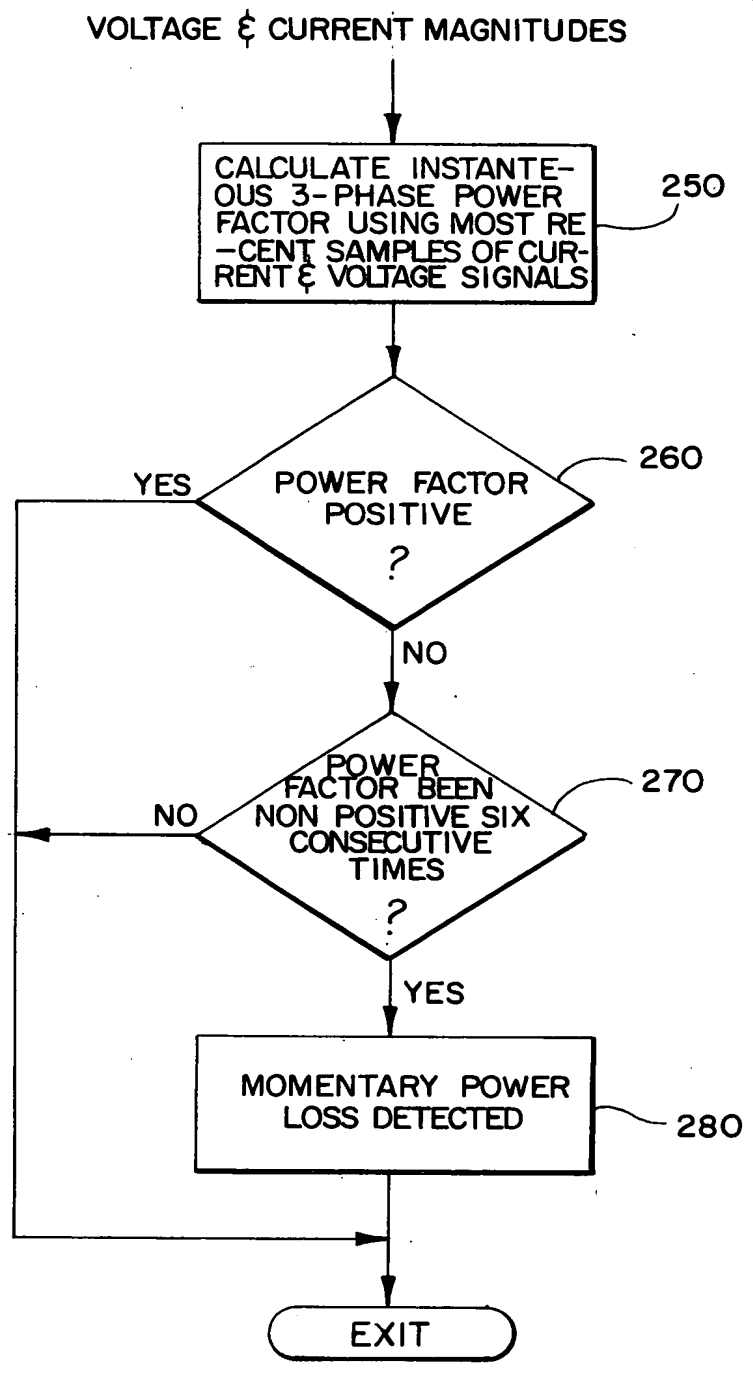 VOLTAGE & CURRENT MAGNITUDES
CALCULATE INSTANTE-
OUS 3-PHASE POWER
FACTOR USING MOST RE
-CENT SAMPLES OF CUR-
RENT & VOLTAGE SIGNALS
250
260
YES
POWER FACTOR
POSITIVE
?
NO
POWER
FACTOR BEEN
NON POSITIVE SIX
CONSECUTIVE
TIMES
?
270
NO
YES
MOMENTARY POWER
LOSS DETECTED
280
EXIT